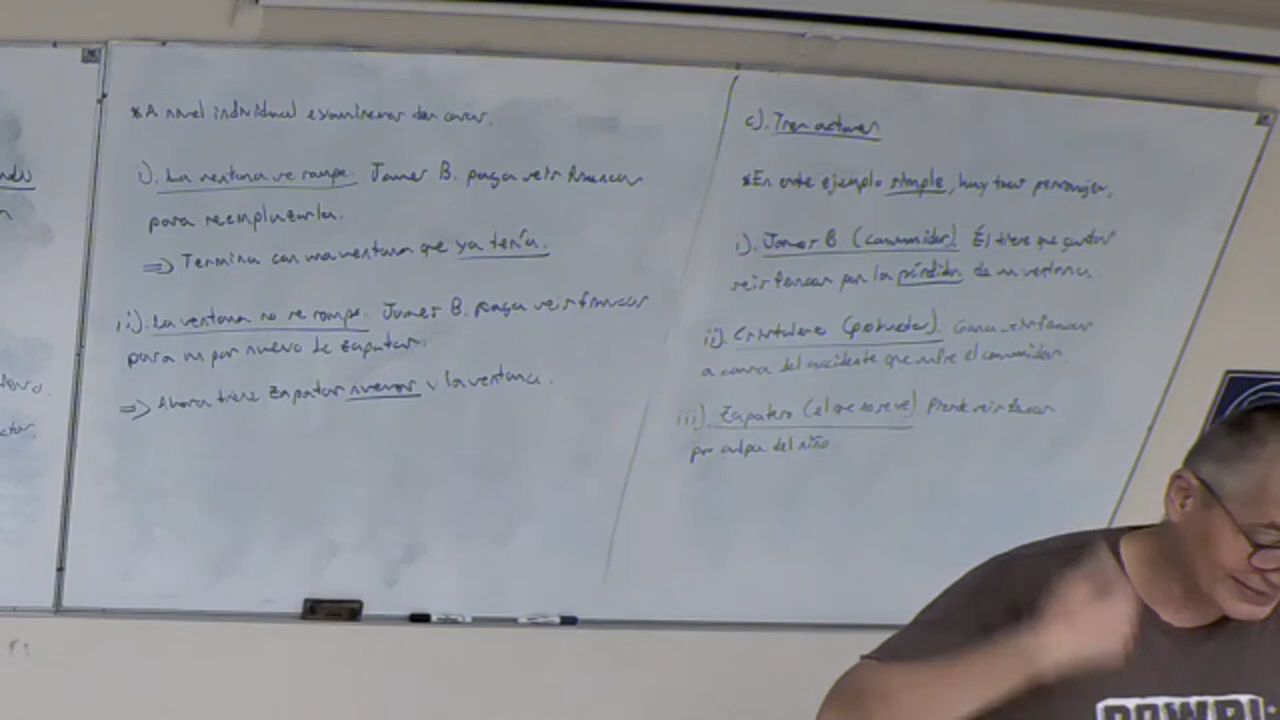 * A nivel individual examinemos dos cosas.
i). La ventana se rompe. James B. paga seis francos
para reemplazarla.
=> Termina con una ventana que ya tenía.
ii). La ventana no se rompe. James B. paga seis francos
para un par nuevo de zapatos.
=> Ahora tiene zapatos nuevos y la ventana.
c). Tres actores
* En este ejemplo simple, hay tres personajes.
i). James B (consumidor). Él tiene que gastar
seis francos por la pérdida de su ventana.
ii). Cristalero (productor). Gana seis francos
a causa del accidente que sufre el consumidor.
iii). Zapatero (el que no se ve) Pierde seis francos
por culpa del niño